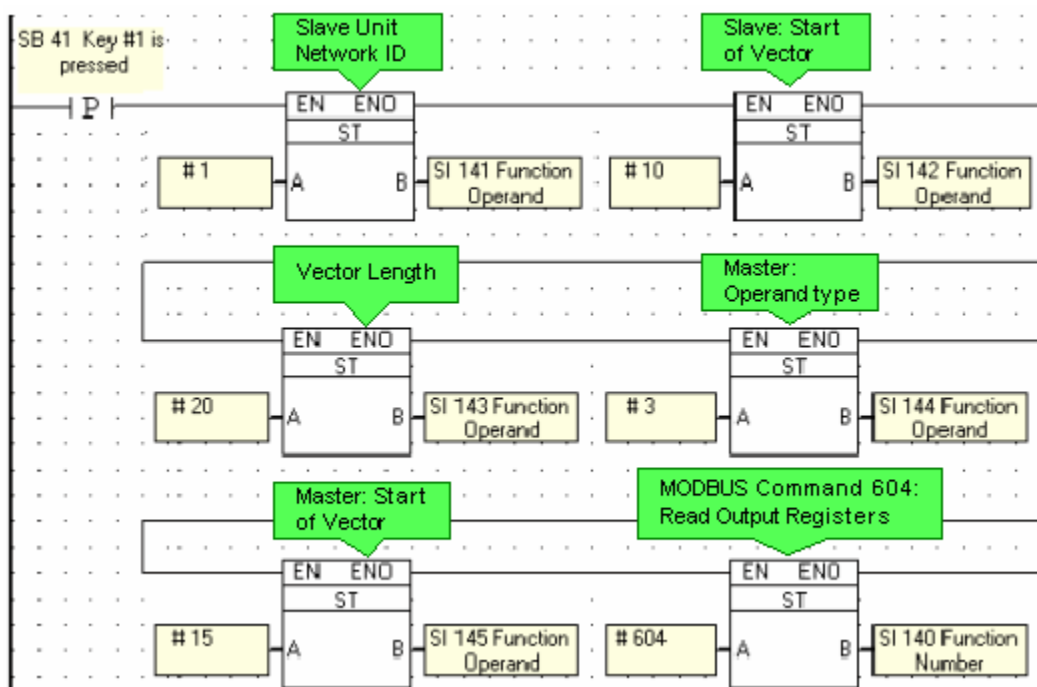 SB 41 Key #1 is
pressed
P
Slave Unit
Network ID
EN ENO
ST
# 1
A B
SI 141 Function
Operand
Slave: Start
of Vector
EN ENO
ST
# 10
A B
SI 142 Function
Operand
Vector Length
EN ENO
ST
# 20
A B
SI 143 Function
Operand
Master:
Operand type
EN ENO
ST
# 3
A B
SI 144 Function
Operand
Master: Start
of Vector
EN ENO
ST
# 15
A B
SI 145 Function
Operand
MODBUS Command 604:
Read Output Registers
EN ENO
ST
# 604
A B
SI 140 Function
Number